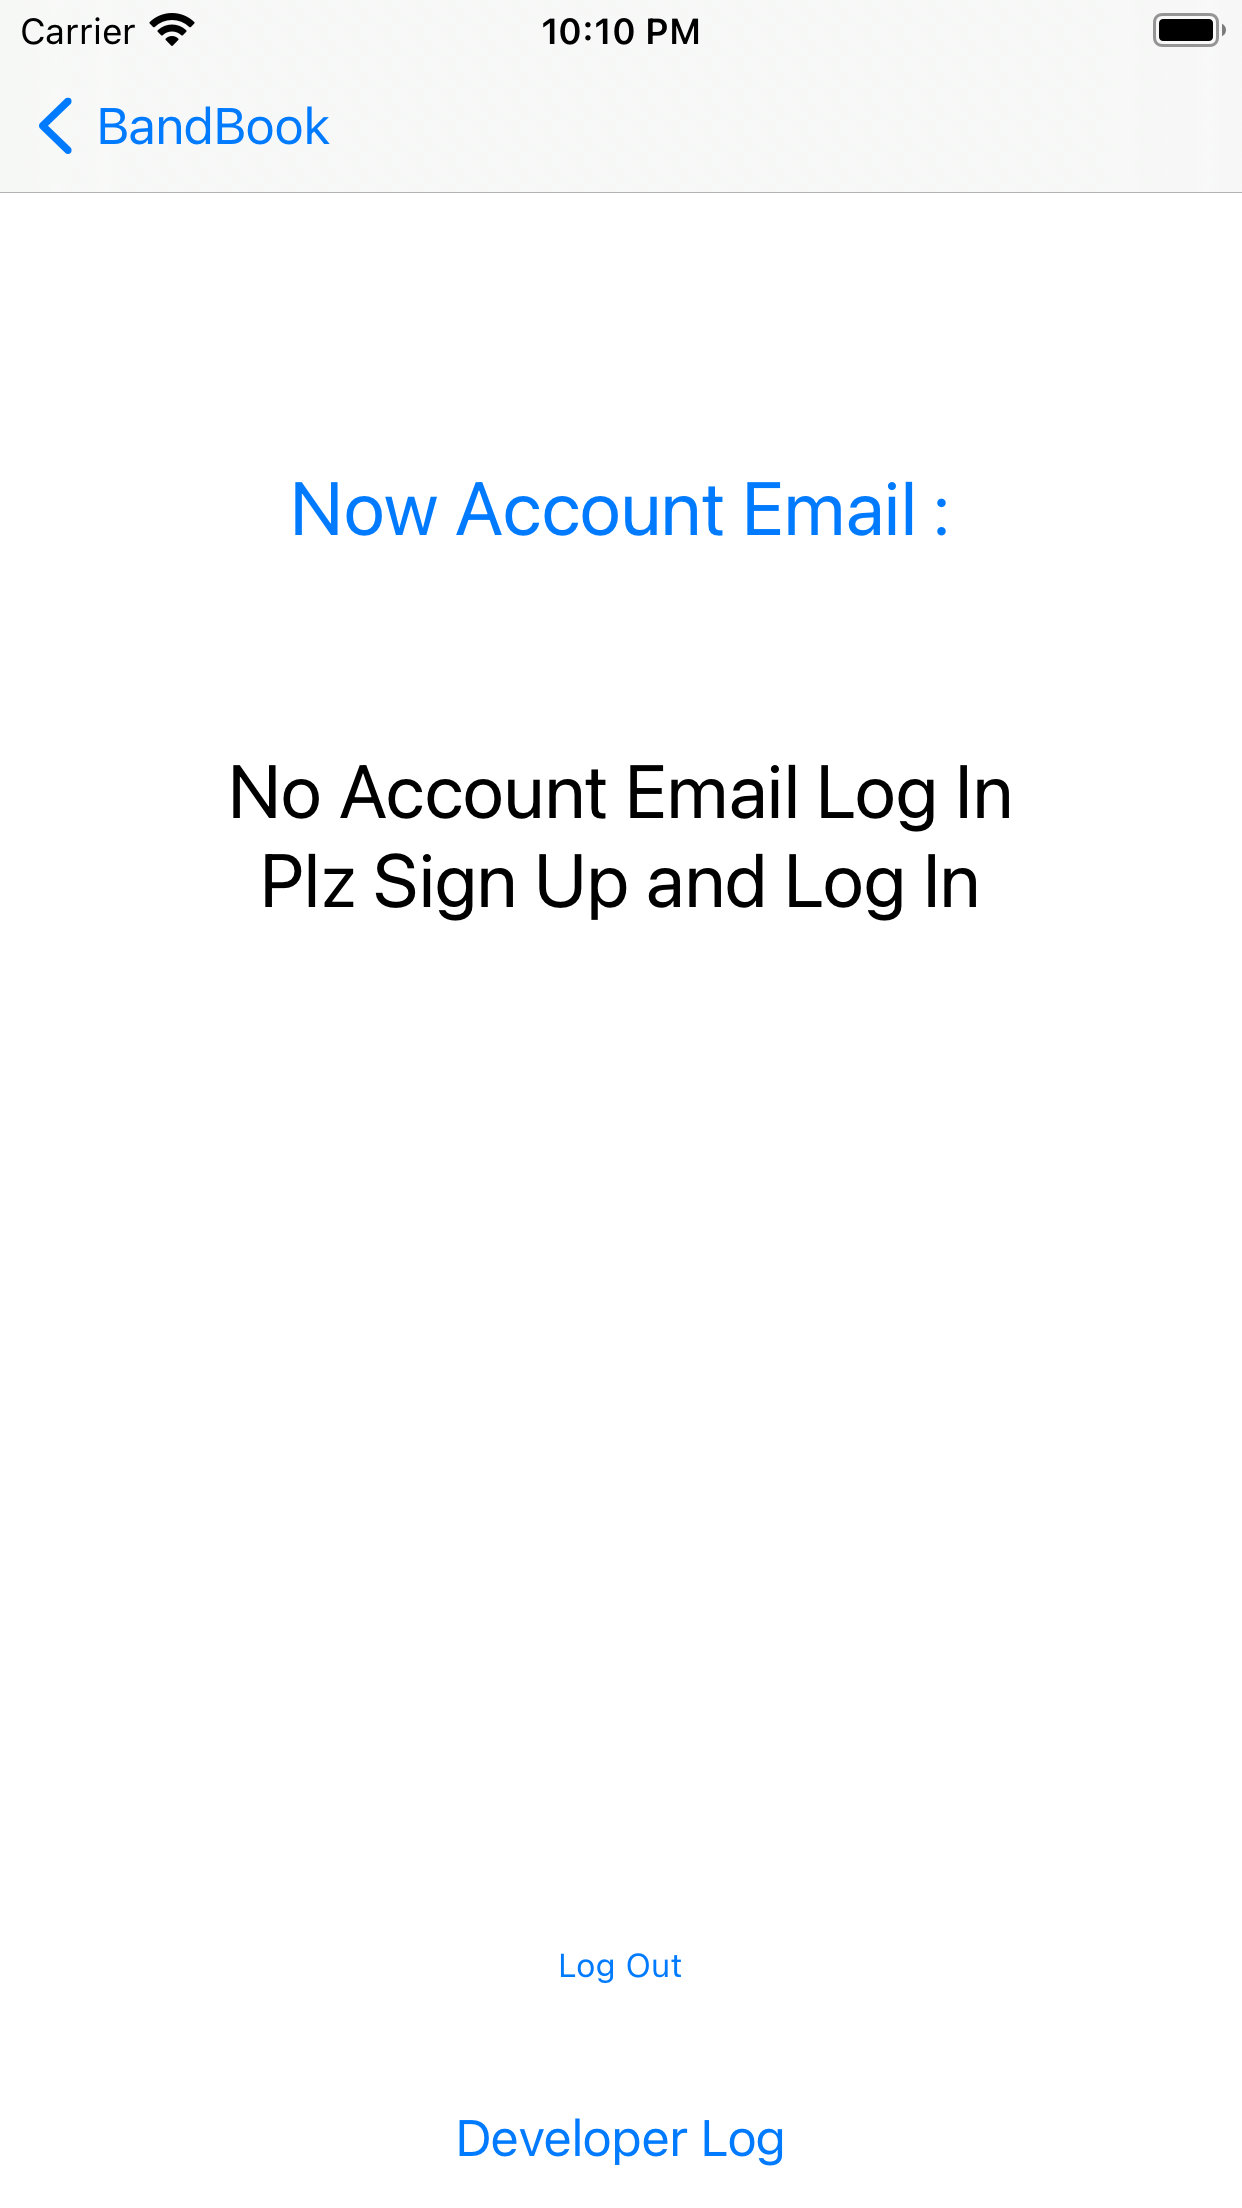 Carrier 10:10 PM
BandBook
Now Account Email :
No Account Email Log In
Plz Sign Up and Log In
Log Out
Developer Log